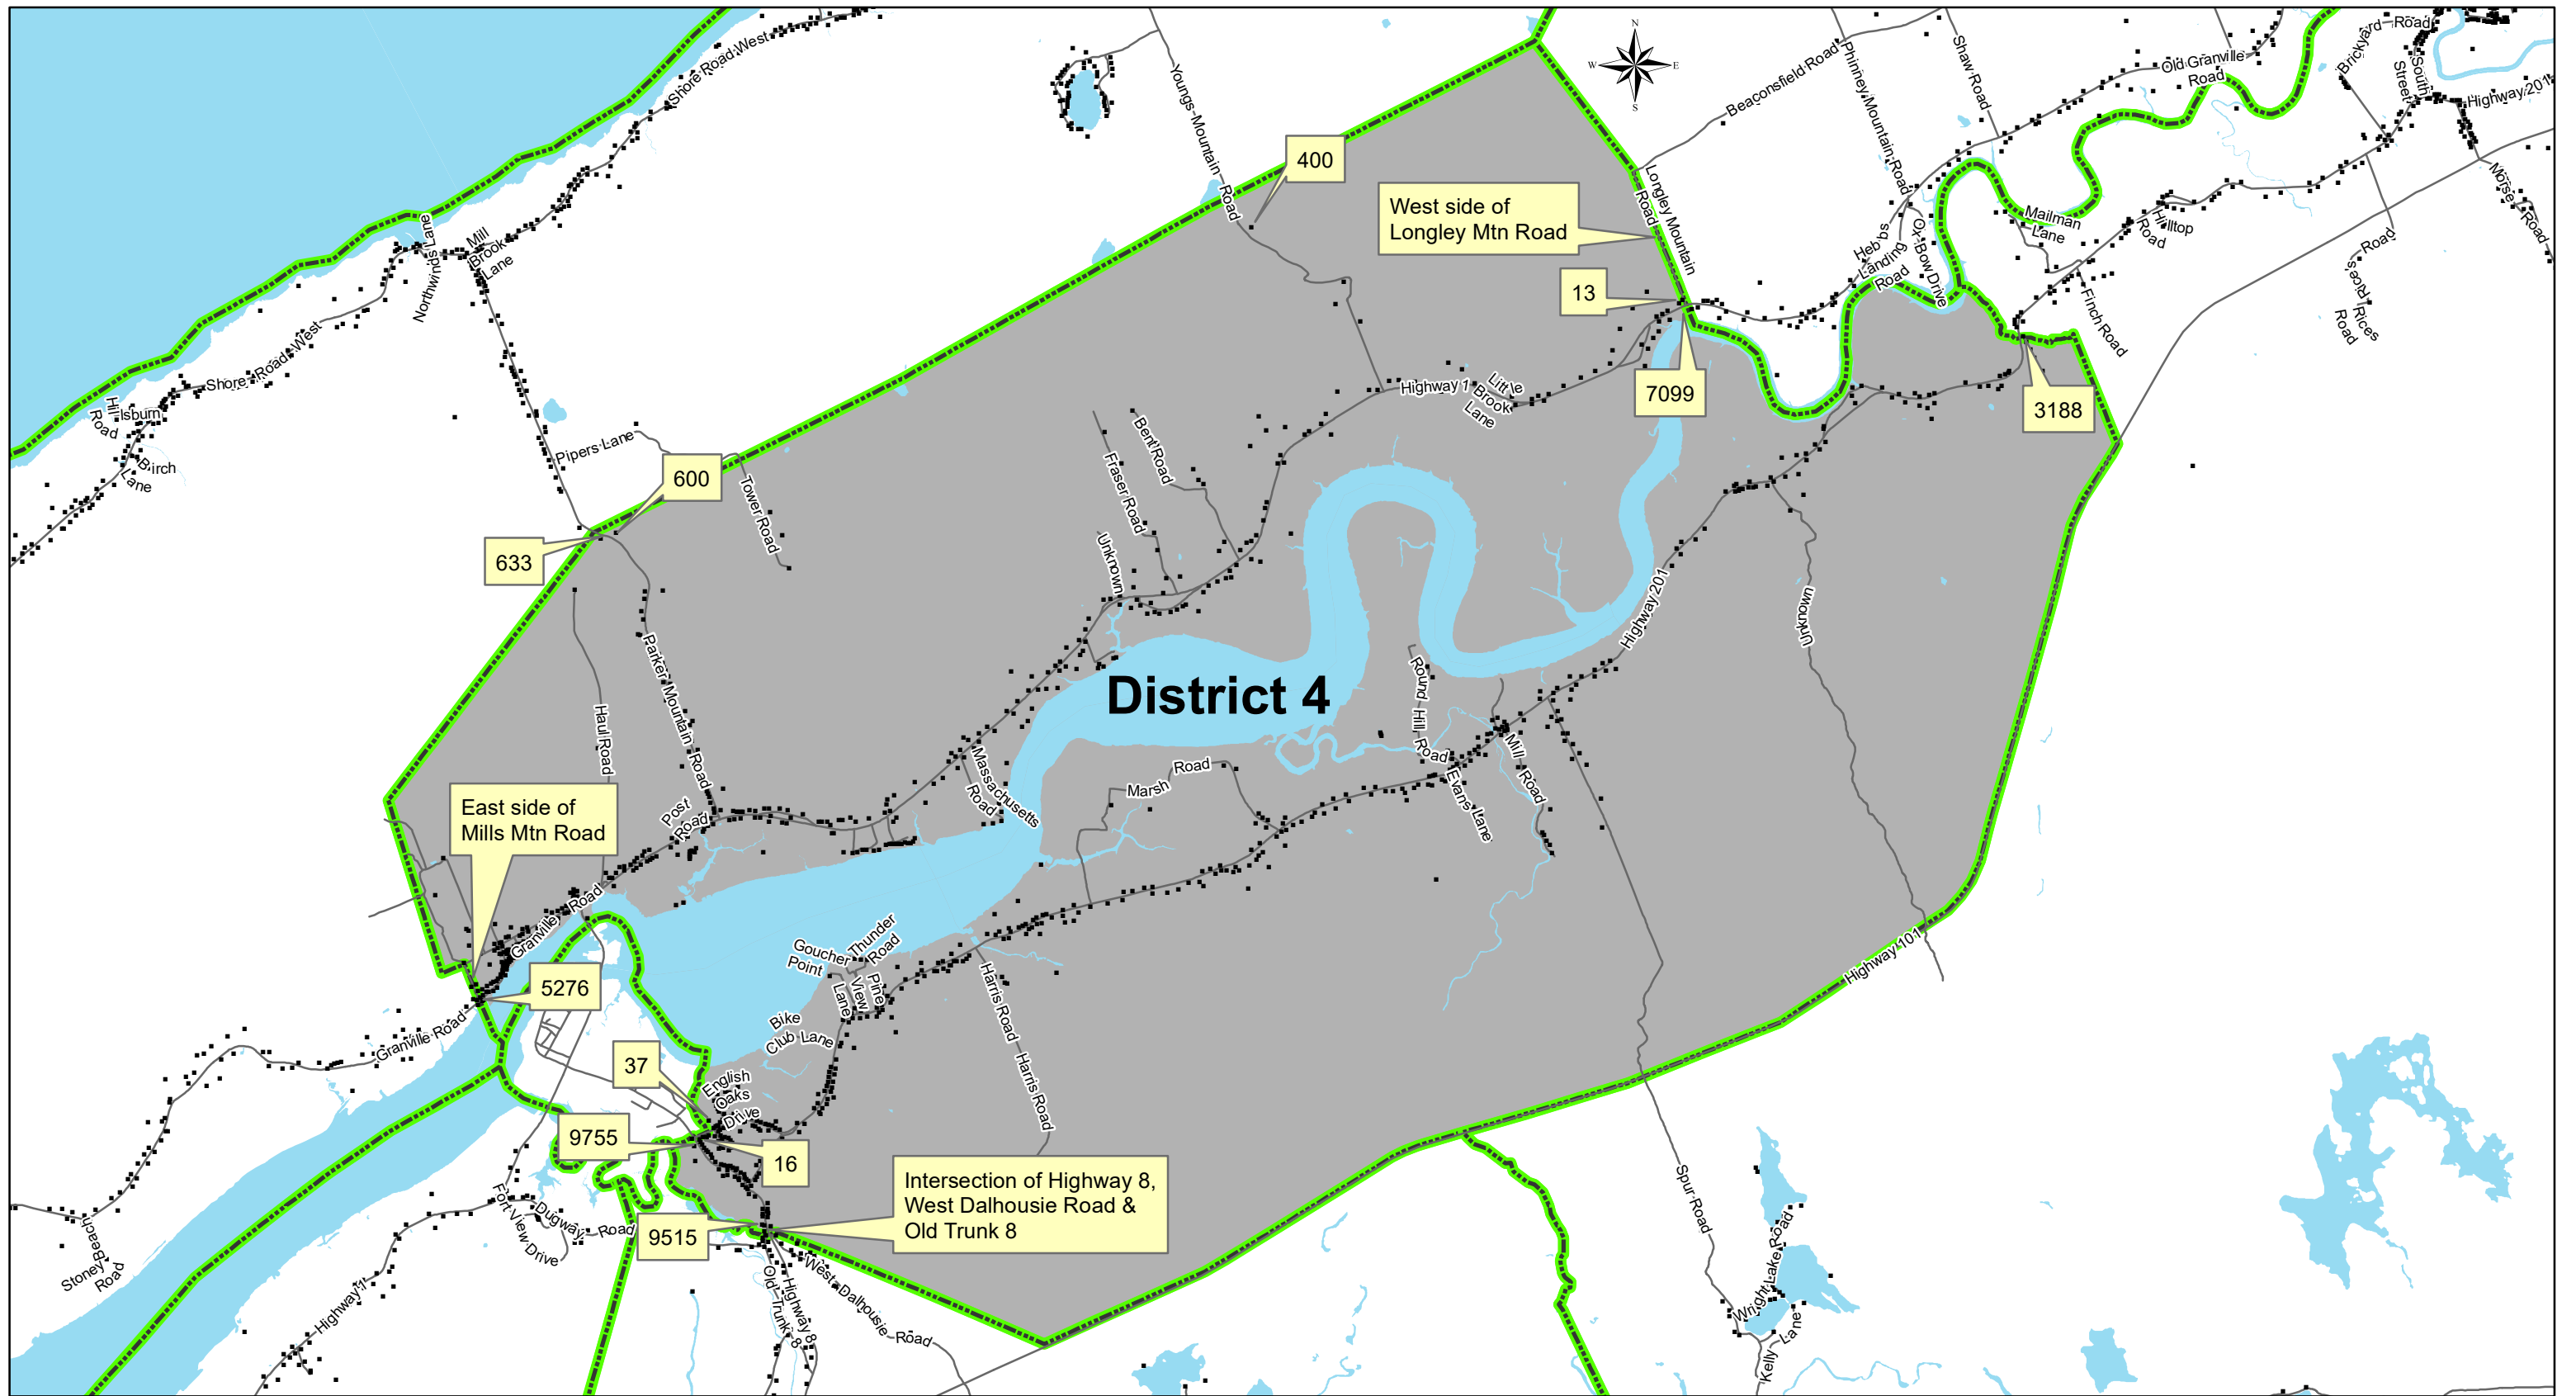 N
W
E
S
Shore Road West
Youngs Mountain
Road
Beaconsfield Road
Phinney Mountain Road
Shaw Road
Old Granville
Road
Brickyard Road
South
Street
Highway 201
Morse Road
400
West side of
Longley Mtn Road
Longley Mountain
Road
13
7099
3188
Hebbs
Landing
Road
Ox Bow Drive
Mailman
Lane
Hilltop
Road
Finch Road
Rice's Road
Rices
Road
Northwinds Lane
Mill
Brook
Lane
Shore Road West
Hillsburn
Road
Birch
Lane
Pipers Lane
600
633
Tower Road
Bent Road
Fraser Road
Unknown
Highway 1
Little
Brook
Lane
Highway 201
Unknown
Haul Road
Parker Mountain Road
District 4
Round Hill
Road
Mill Road
Evans Lane
Massachusetts
Road
Marsh Road
Post
Road
East side of
Mills Mtn Road
Granville Road
5276
Granville Road
Goucher
Point
Thunder
Road
Pine
View
Lane
Bike
Club Lane
Harris Road
Harris Road
Highway 101
37
English
Oaks
Drive
9755
16
Intersection of Highway 8,
West Dalhousie Road &
Old Trunk 8
9515
Fort View Drive
Dugway Road
Stoney Beach
Road
Highway 1
Old Trunk 8
Highway 8
West Dalhousie Road
Spur Road
Wright Lake Road
Kelly Lane